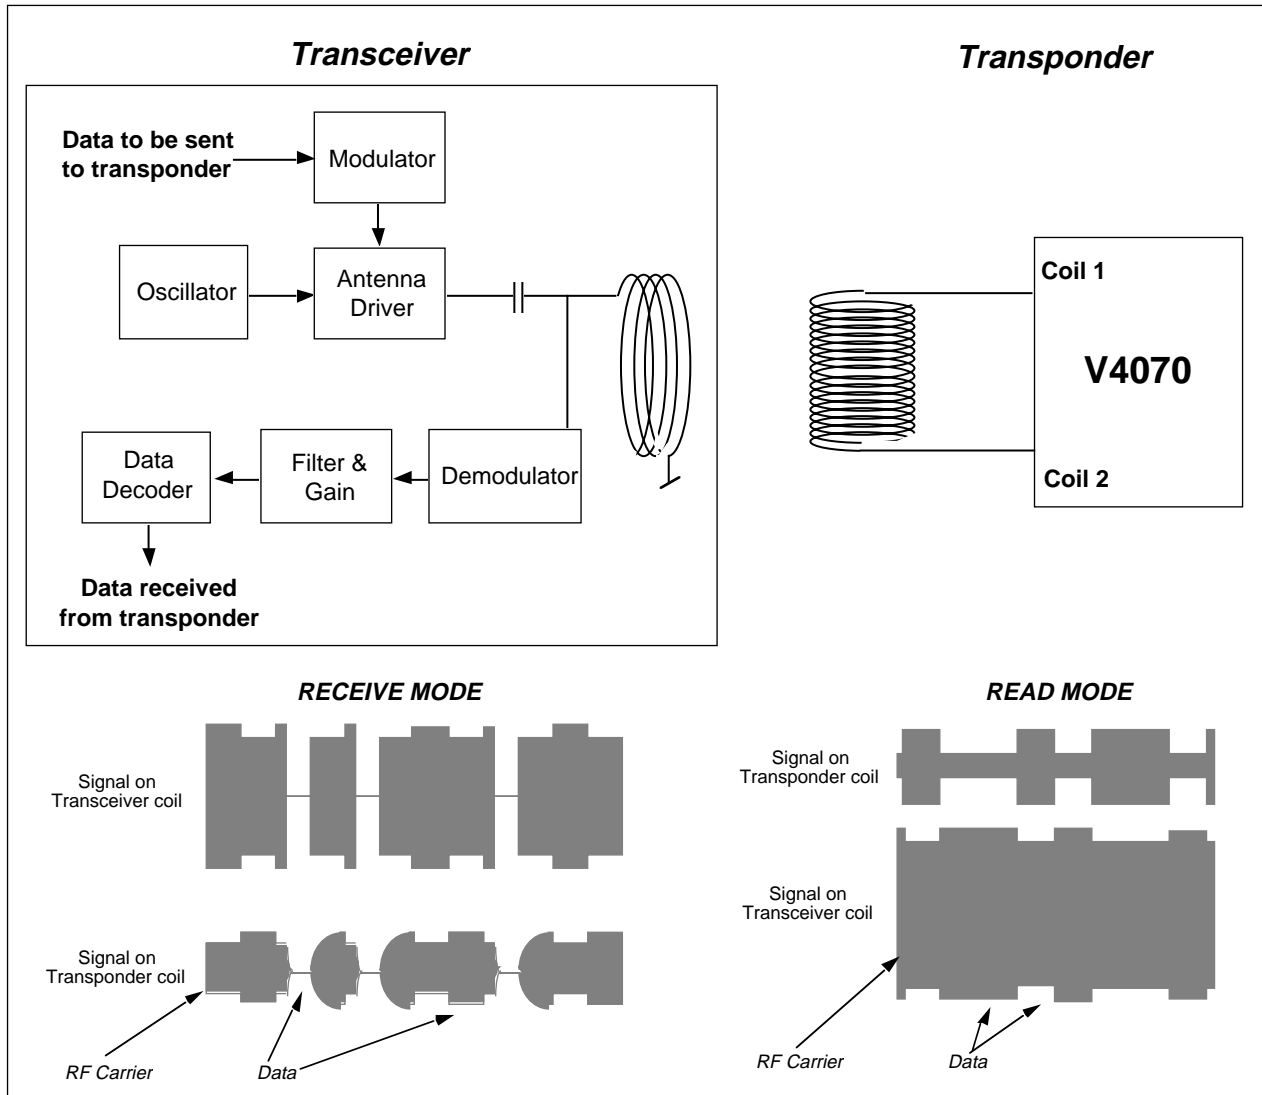 Transceiver
Transponder
Data to be sent
to transponder
Modulator
Oscillator
Antenna
Driver
Coil 1
V4070
Coil 2
Data
Decoder
Filter &
Gain
Demodulator
Data received
from transponder
RECEIVE MODE
READ MODE
Signal on
Transceiver coil
Signal on
Transponder coil
Signal on
Transponder coil
Signal on
Transceiver coil
RF Carrier
Data
RF Carrier
Data